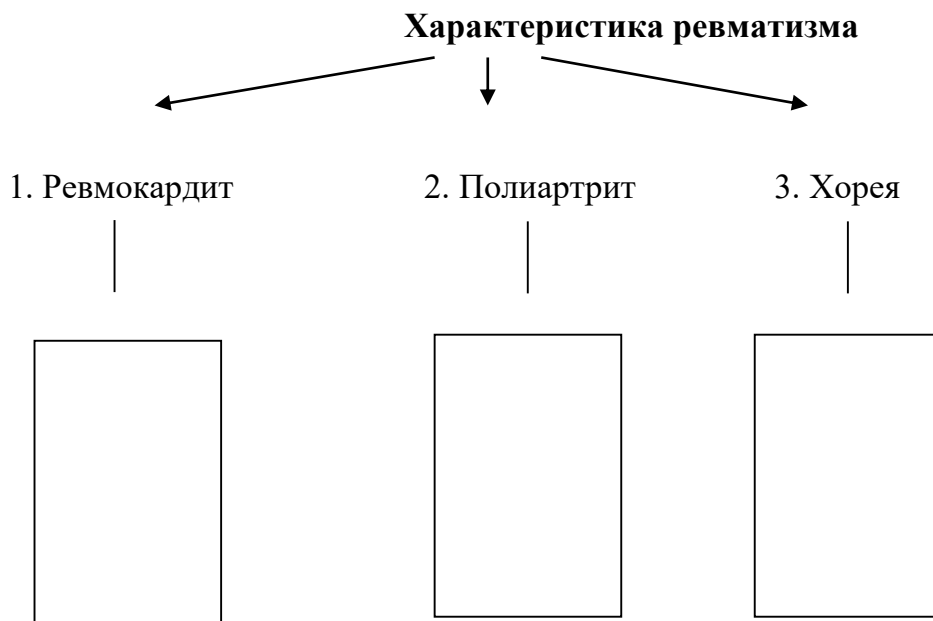 Характеристика ревматизма
1. Ревмокардит
2. Полиартрит
3. Хорея